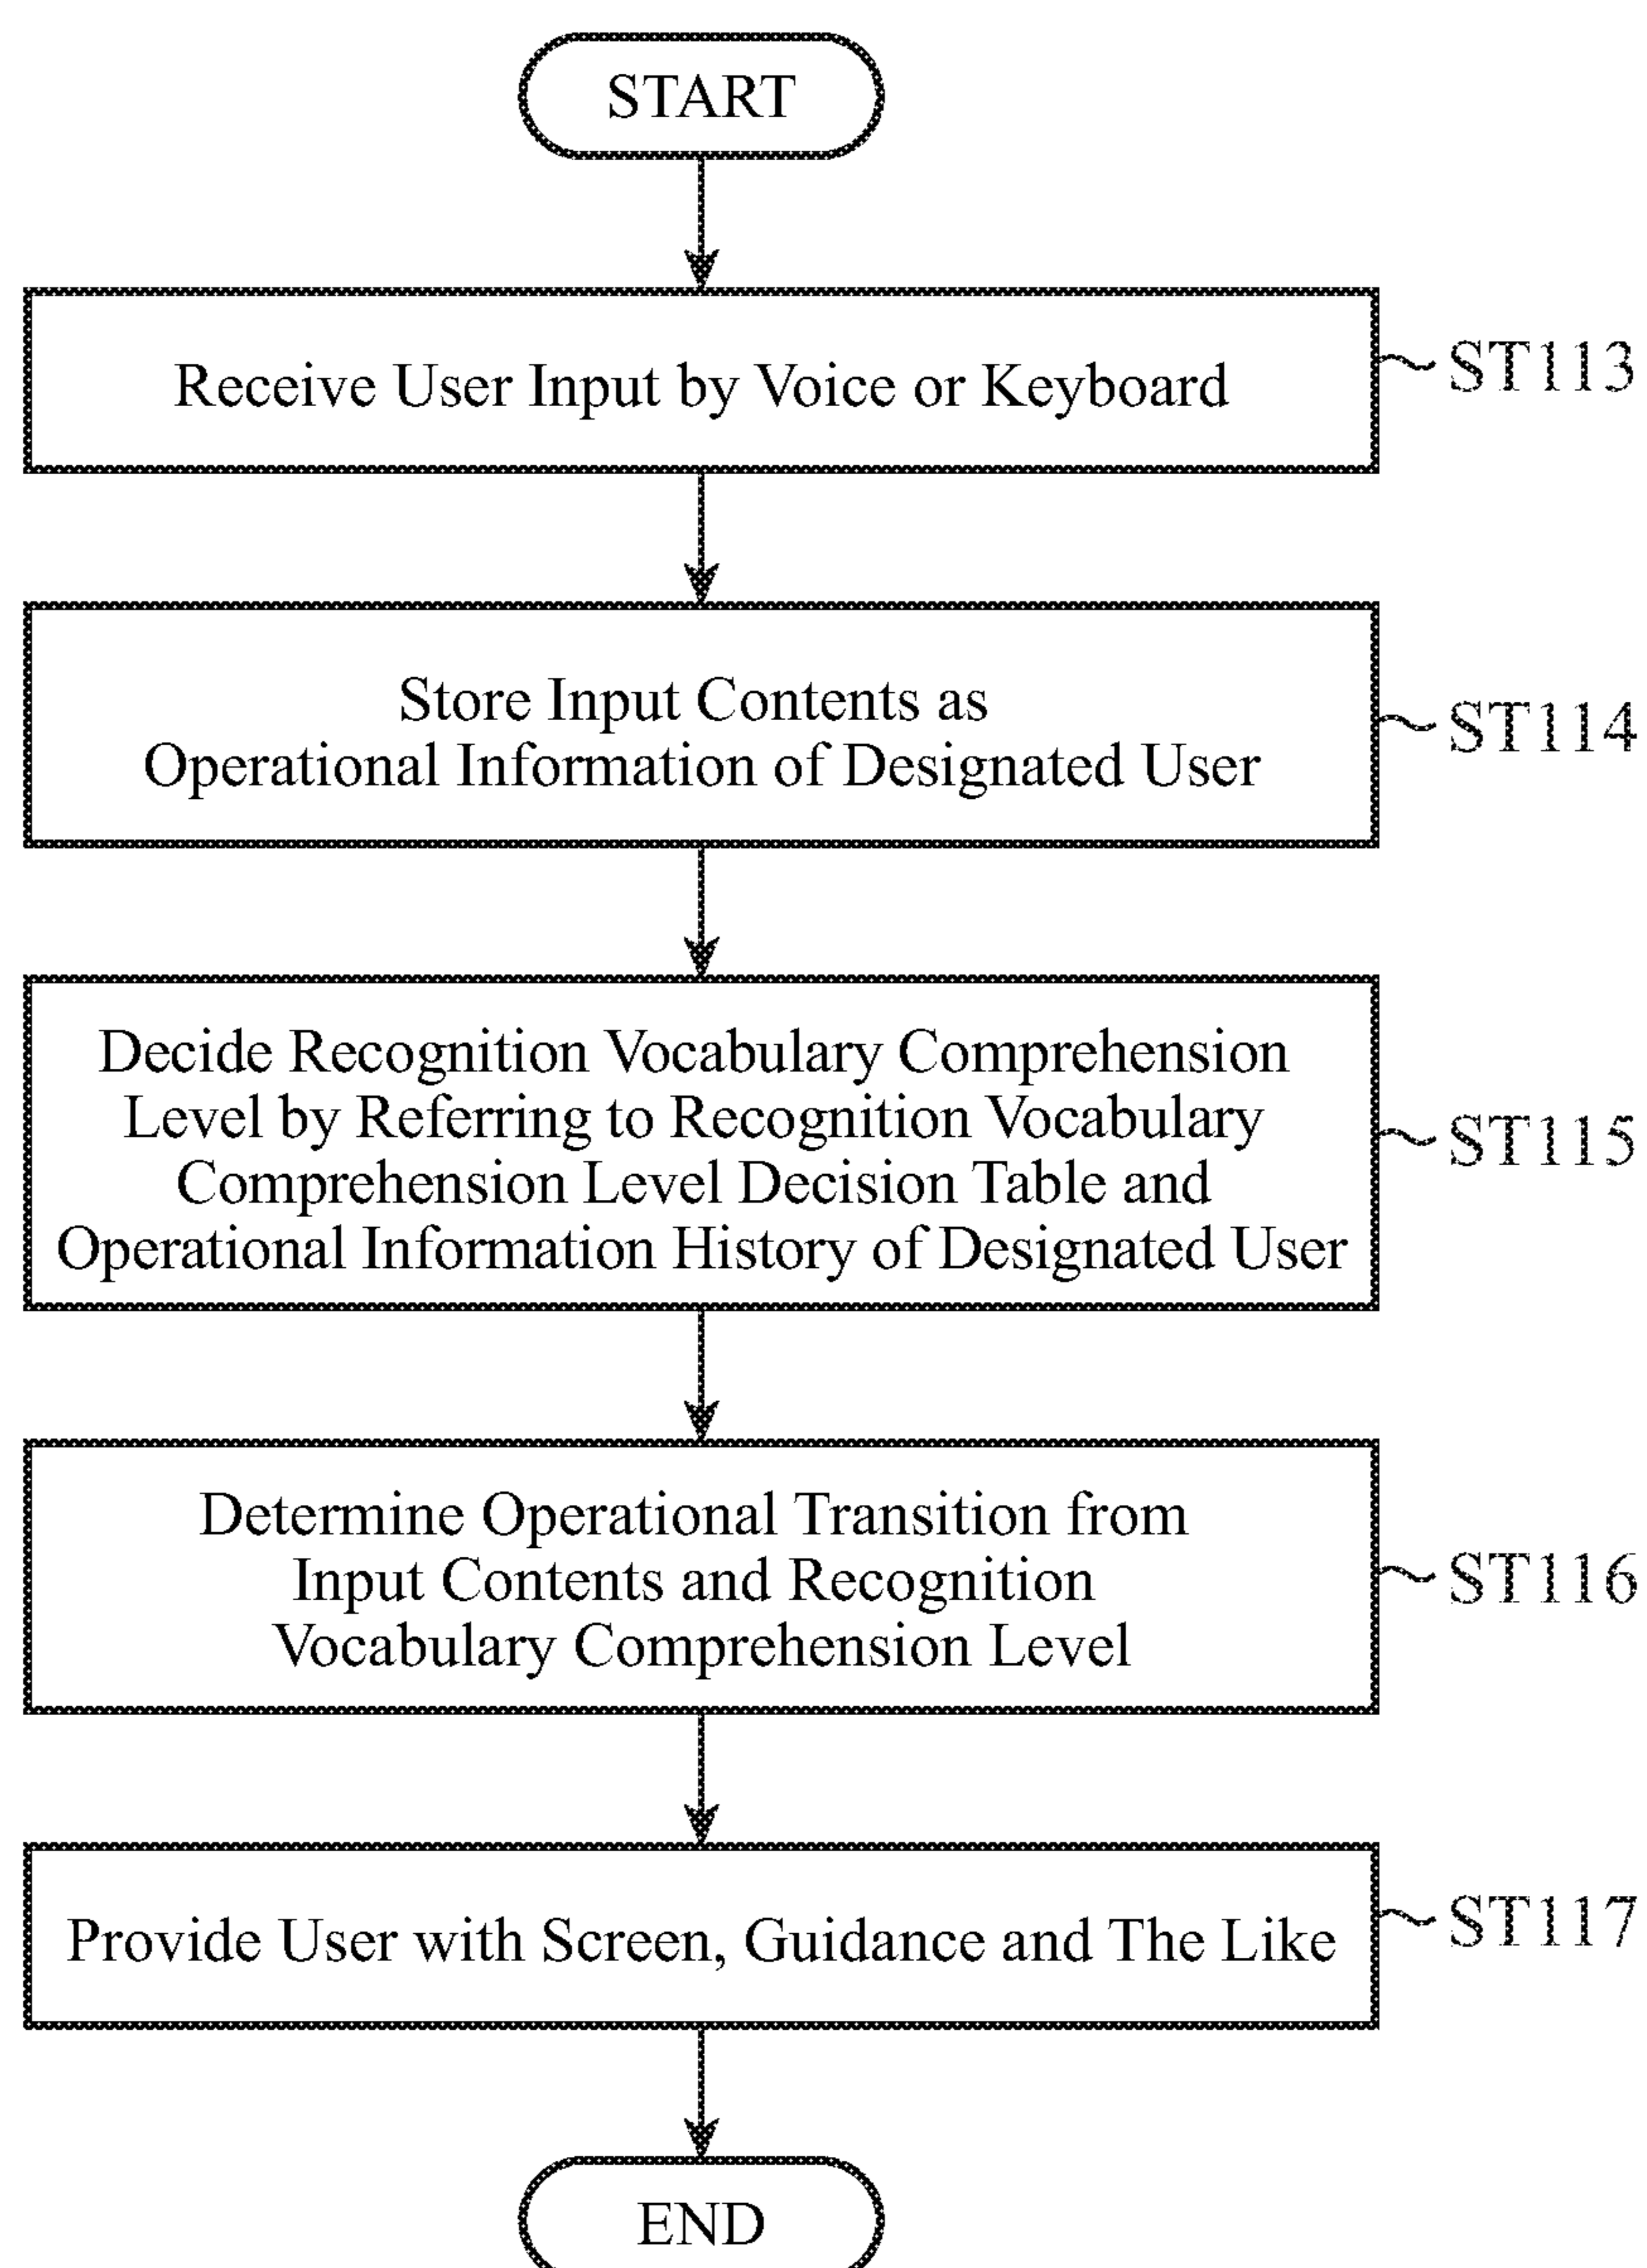 START
Receive User Input by Voice or Keyboard
ST113
Store Input Contents as
Operational Information of Designated User
ST114
Decide Recognition Vocabulary Comprehension
Level by Referring to Recognition Vocabulary
Comprehension Level Decision Table and
Operational Information History of Designated User
ST115
Determine Operational Transition from
Input Contents and Recognition
Vocabulary Comprehension Level
ST116
Provide User with Screen, Guidance and The Like
ST117
END